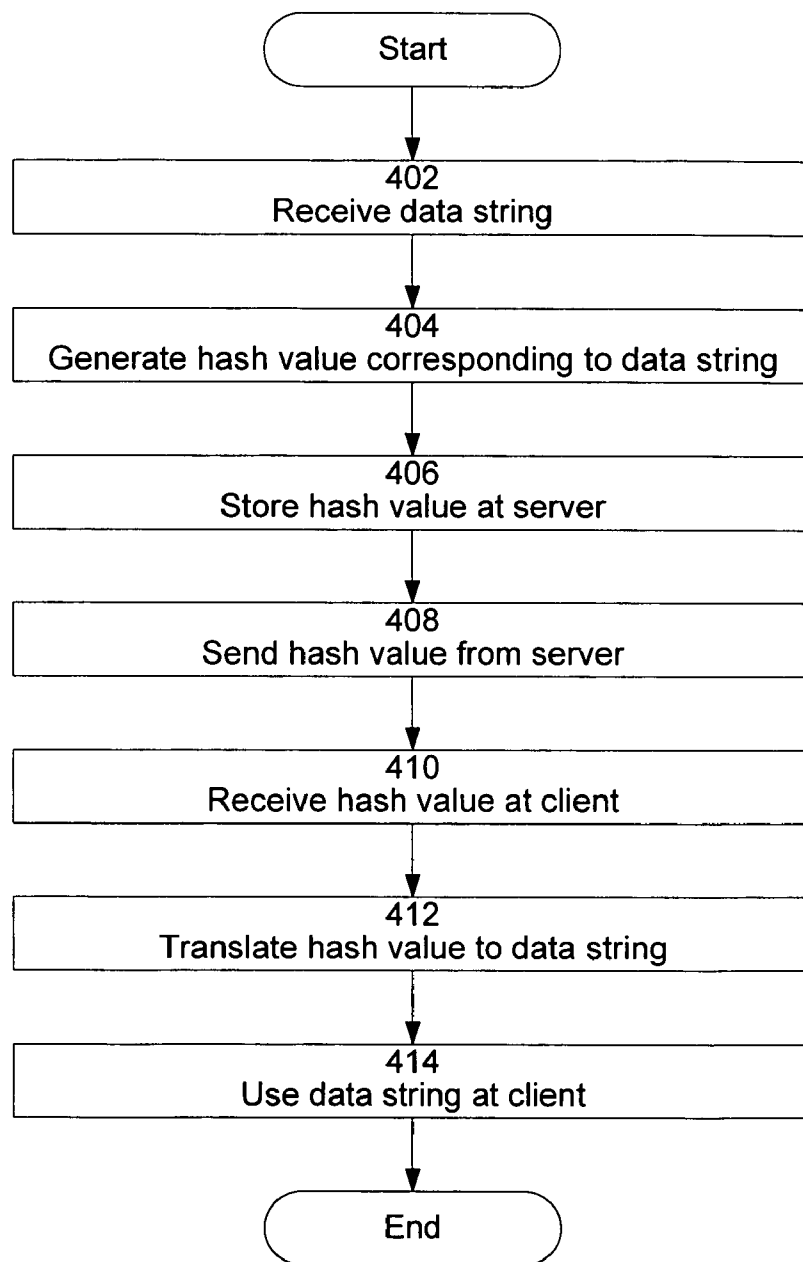 Start
402
Receive data string
404
Generate hash value corresponding to data string
406
Store hash value at server
408
Send hash value from server
410
Receive hash value at client
412
Translate hash value to data string
414
Use data string at client
End